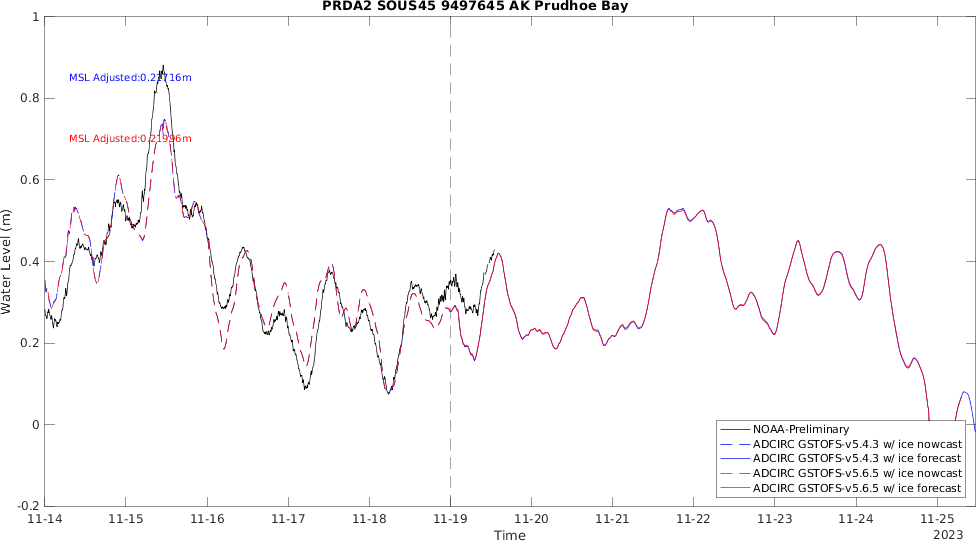 PRDA2 SOUS45 9497645 AK Prudhoe Bay
1
0.8
0.6
0.4
0.2
0
-0.2
Water Level (m)
MSL Adjusted:0.21996m
NOAA-Preliminary
ADCIRC GSTOFS-v5.4.3 w/ ice nowcast
ADCIRC GSTOFS-v5.4.3 w/ ice forecast
ADCIRC GSTOFS-v5.6.5 w/ ice nowcast
ADCIRC GSTOFS-v5.6.5 w/ ice forecast
11-14 11-15 11-16 11-17 11-18 11-19 11-20 11-21 11-22 11-23 11-24 11-25
Time
2023